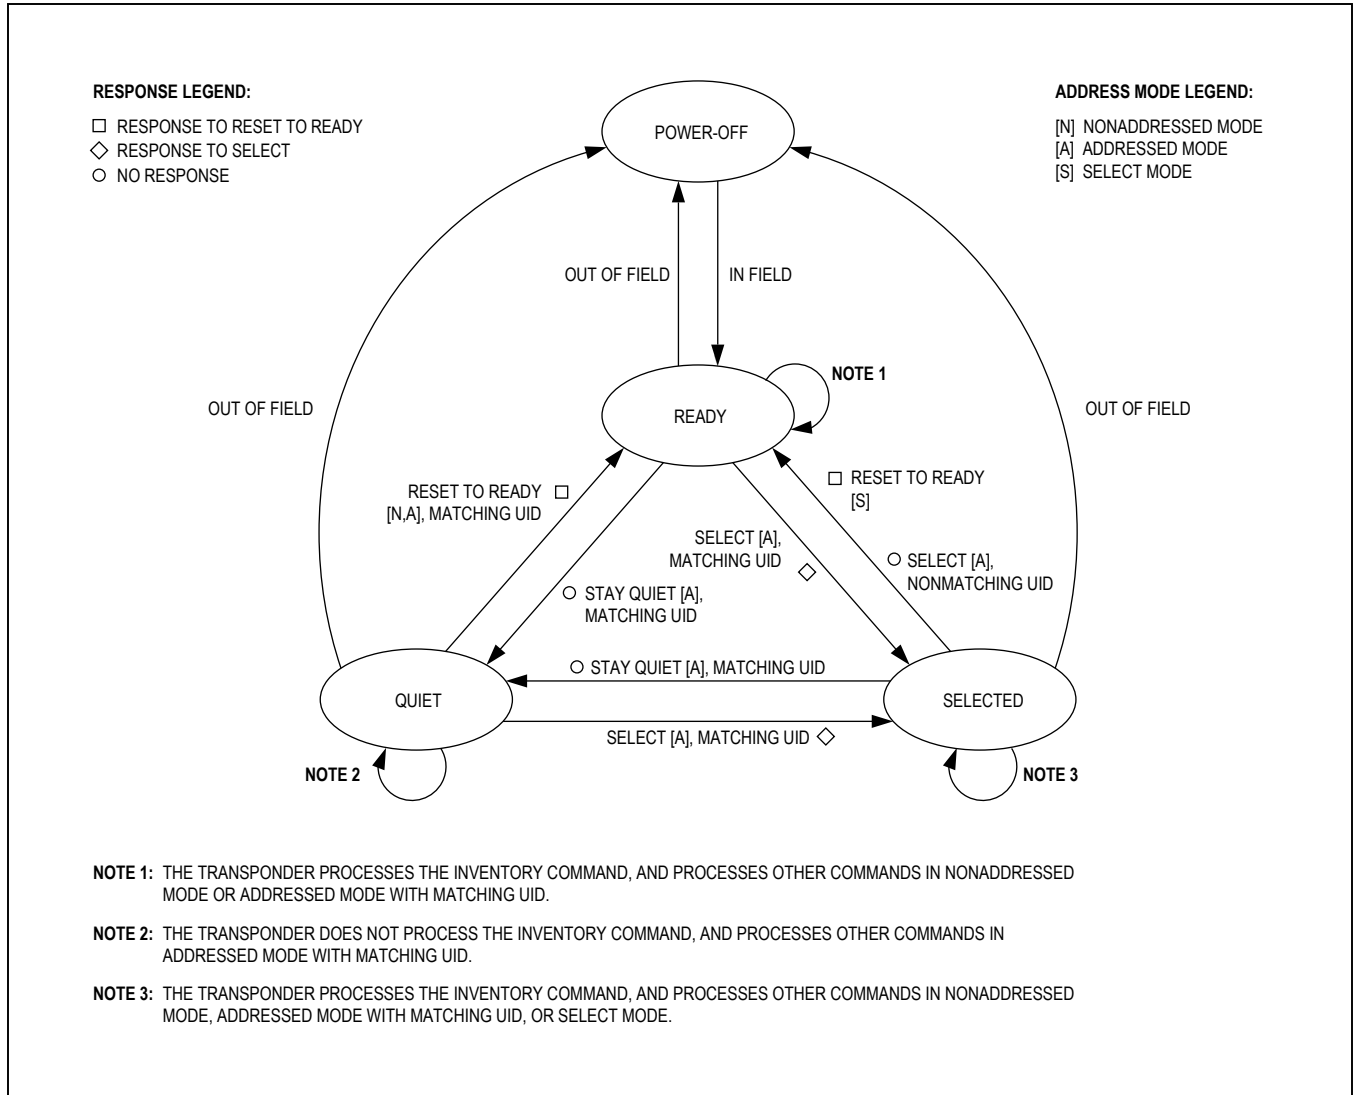 RESPONSE LEGEND:
RESPONSE TO RESET TO READY
RESPONSE TO SELECT
NO RESPONSE
ADDRESS MODE LEGEND:
[N] NONADDRESSED MODE
[A] ADDRESSED MODE
[S] SELECT MODE
POWER-OFF
OUT OF FIELD
IN FIELD
NOTE 1
OUT OF FIELD
OUT OF FIELD
READY
RESET TO READY
[N,A], MATCHING UID
RESET TO READY
[S]
SELECT [A],
MATCHING UID
SELECT [A],
NONMATCHING UID
STAY QUIET [A],
MATCHING UID
STAY QUIET [A], MATCHING UID
QUIET
SELECTED
SELECT [A], MATCHING UID
NOTE 2
NOTE 3
NOTE 1: THE TRANSPONDER PROCESSES THE INVENTORY COMMAND, AND PROCESSES OTHER COMMANDS IN NONADDRESSED
MODE OR ADDRESSED MODE WITH MATCHING UID.
NOTE 2: THE TRANSPONDER DOES NOT PROCESS THE INVENTORY COMMAND, AND PROCESSES OTHER COMMANDS IN
ADDRESSED MODE WITH MATCHING UID.
NOTE 3: THE TRANSPONDER PROCESSES THE INVENTORY COMMAND, AND PROCESSES OTHER COMMANDS IN NONADDRESSED
MODE, ADDRESSED MODE WITH MATCHING UID, OR SELECT MODE.